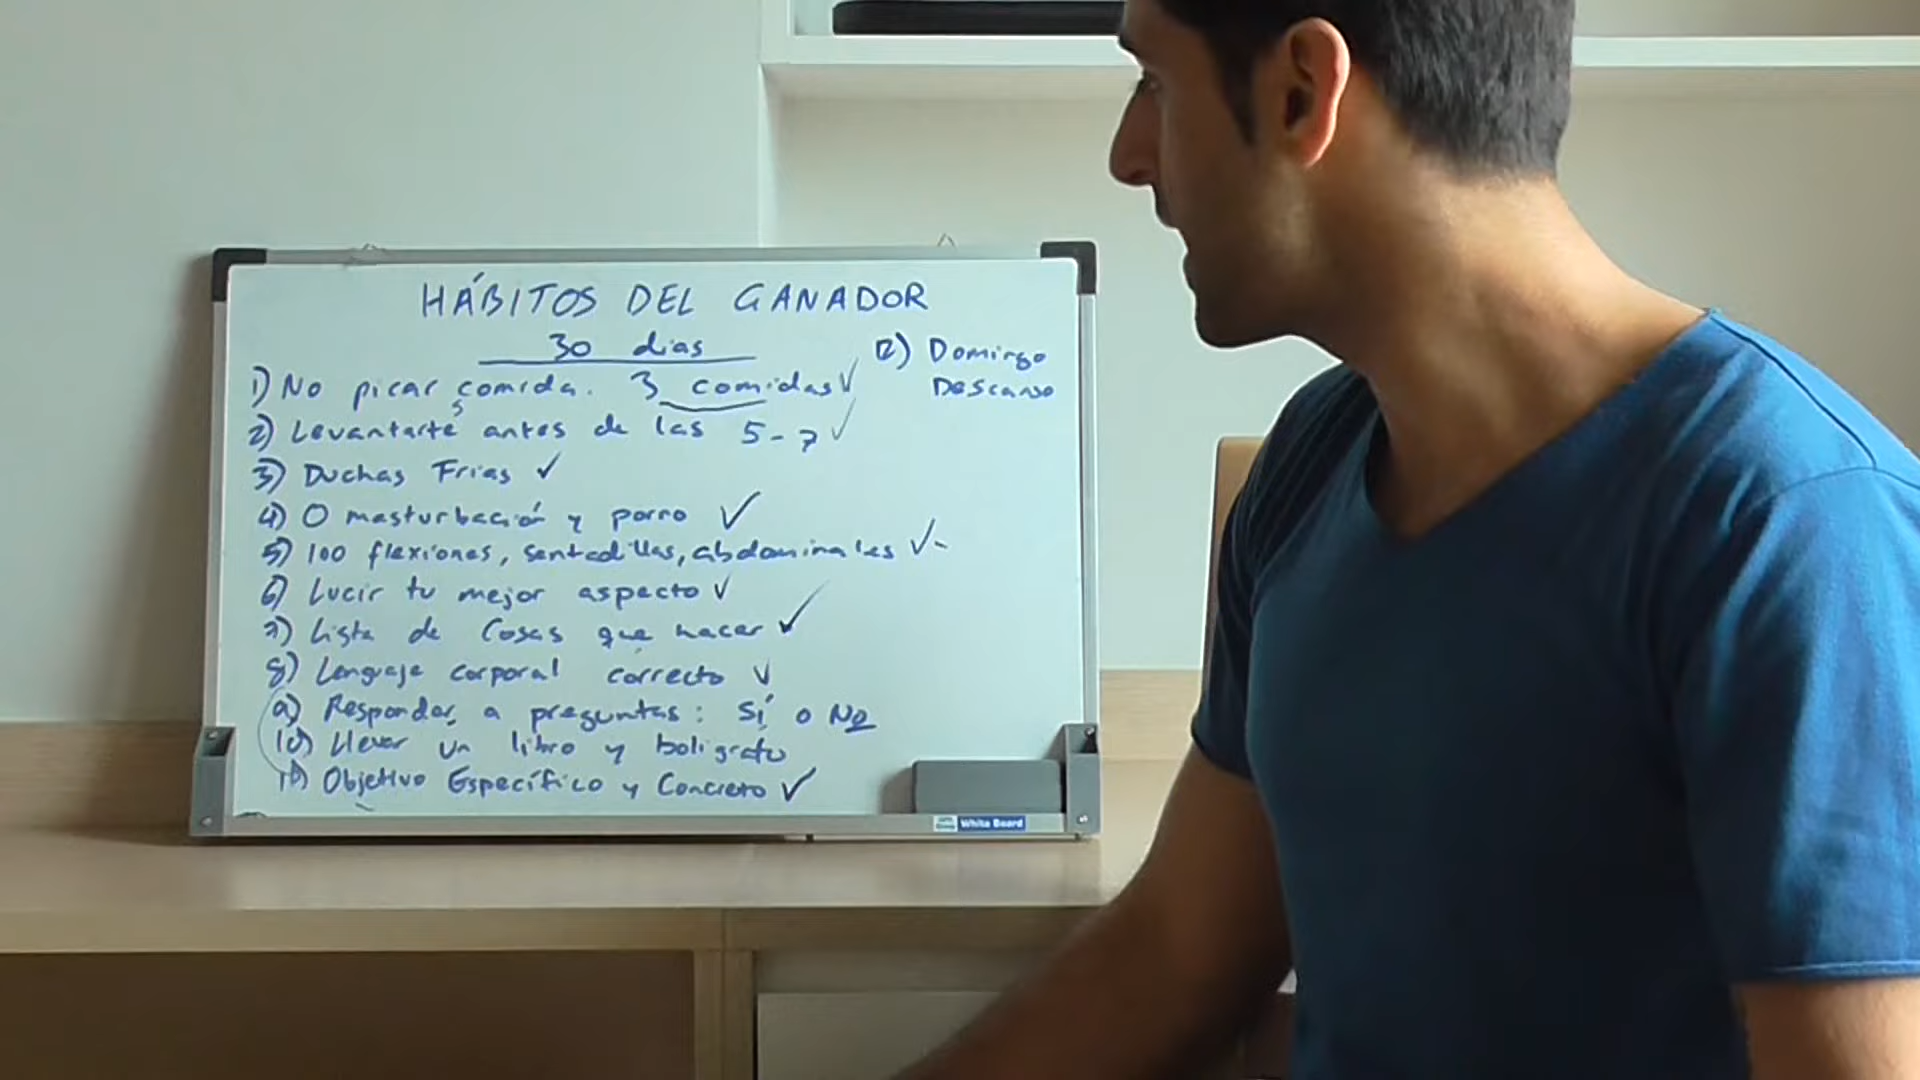 HÁBITOS DEL GANADOR
30 dias
1) No picar comida. 3 comidas ✓
2) Levantarte antes de las 5-7 ✓
3) Duchas Frias ✓
4) 0 masturbación y porno ✓
5) 100 flexiones, sentadillas, abdominales ✓-
6) Lucir tu mejor aspecto ✓
7) Lista de Cosas que hacer ✓
8) Lenguaje corporal correcto ✓
9) Responder a preguntas: Sí o No
10) Llevar un libro y boligrafo
11) Objetivo Específico y Concreto ✓
12) Domingo
Descanso
White Board